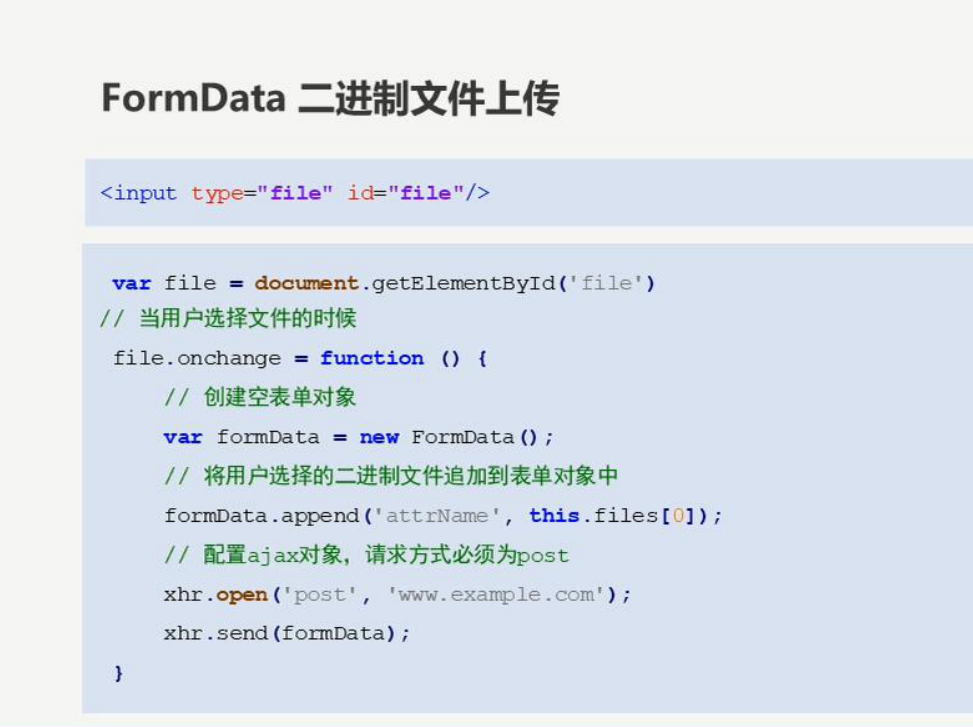 FormData 二进制文件上传
<input type="file" id="file"/>
var file = document.getElementById('file')
// 当用户选择文件的时候
file.onchange = function () {
// 创建空表单对象
var formData = new FormData();
// 将用户选择的二进制文件追加到表单对象中
formData.append('attrName', this.files[0]);
// 配置ajax对象，请求方式必须为post
xhr.open('post', 'www.example.com');
xhr.send(formData);
}